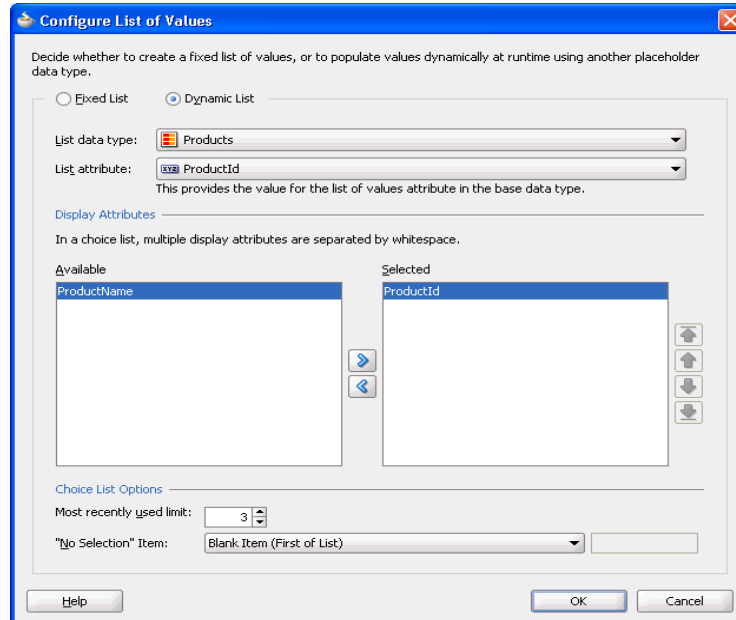 Configure List of Values
Decide whether to create a fixed list of values, or to populate values dynamically at runtime using another placeholder
data type.
Fixed List
Dynamic List
List data type:
Products
List attribute:
XYZ
ProductId
This provides the value for the list of values attribute in the base data type.
Display Attributes
In a choice list, multiple display attributes are separated by whitespace.
Available
Selected
ProductName
ProductId
Choice List Options
Most recently used limit:
3
"No Selection" Item:
Blank Item (First of List)
Help
OK
Cancel